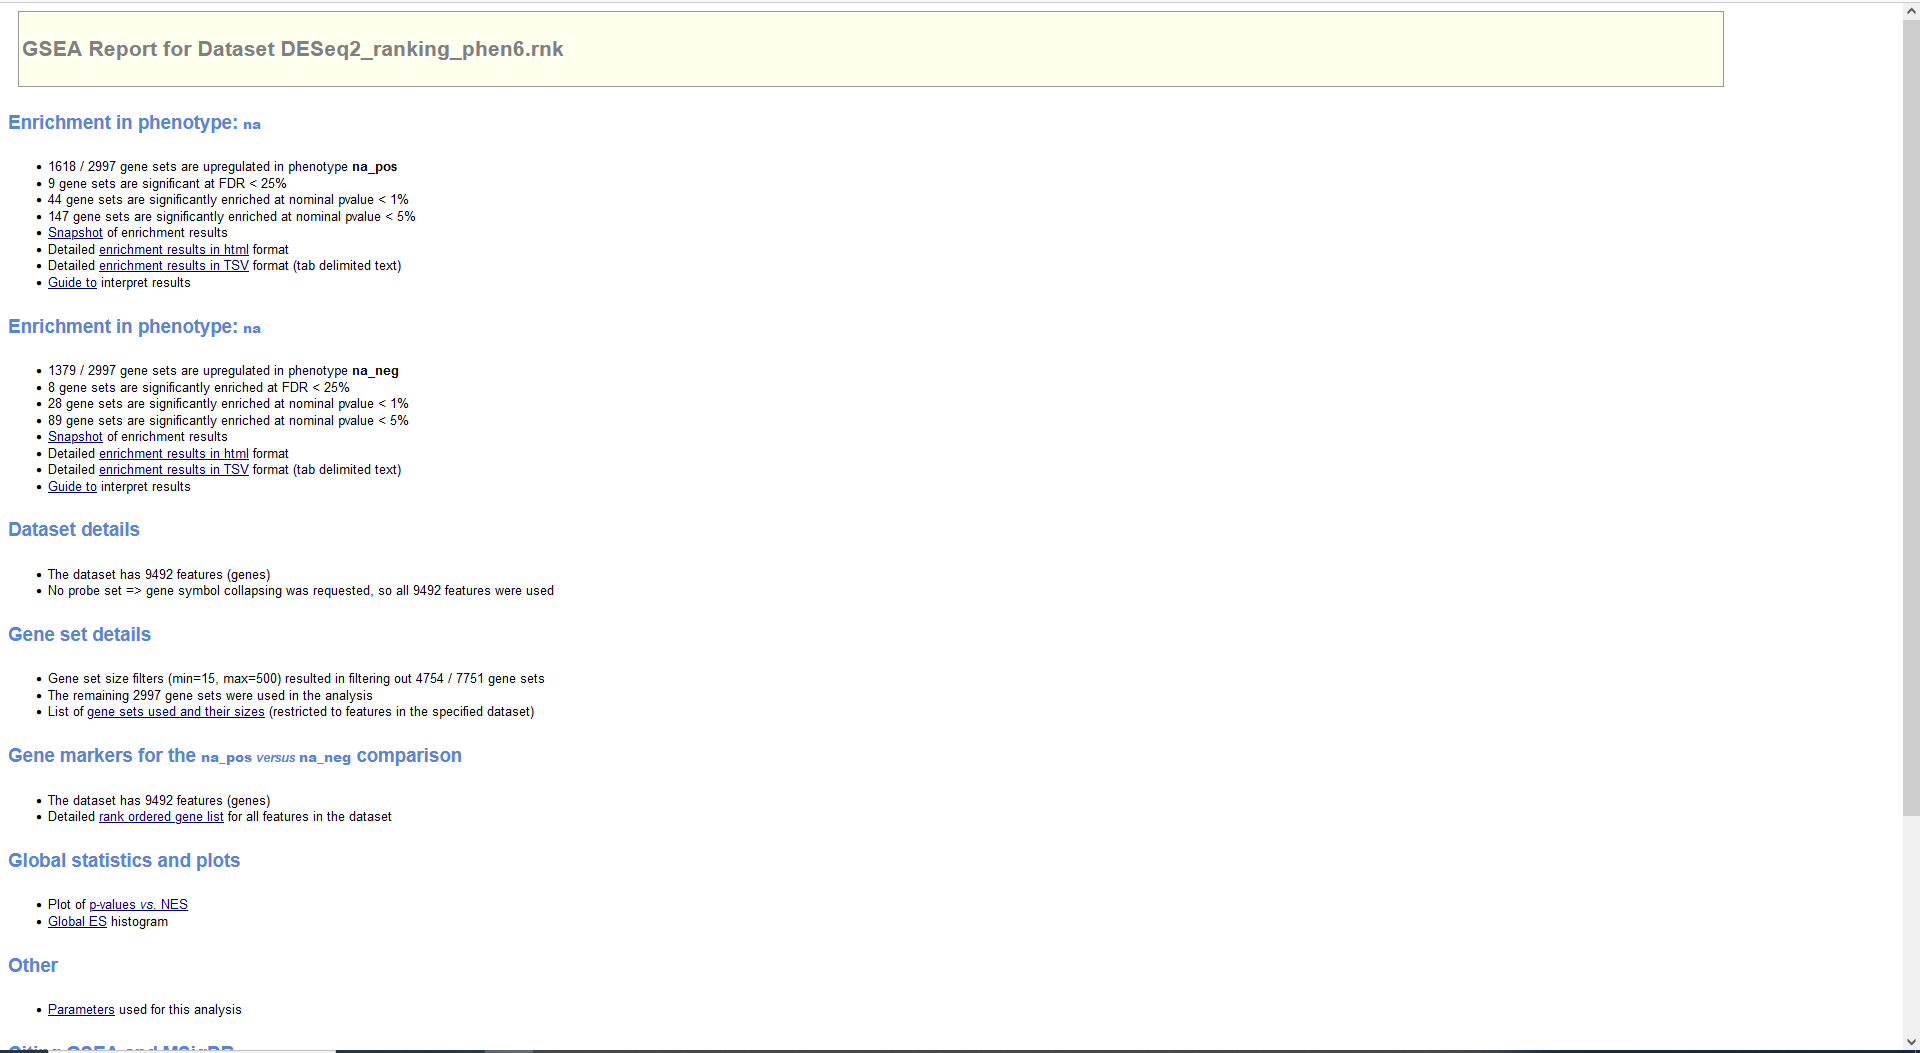 GSEA Report for Dataset DESeq2_ranking_phen6.rnk
Enrichment in phenotype: na
• 1618 / 2997 gene sets are upregulated in phenotype na_pos
• 9 gene sets are significant at FDR < 25%
• 44 gene sets are significantly enriched at nominal pvalue < 1%
• 147 gene sets are significantly enriched at nominal pvalue < 5%
• Snapshot of enrichment results
• Detailed enrichment results in html format
• Detailed enrichment results in TSV format (tab delimited text)
• Guide to interpret results
Enrichment in phenotype: na
• 1379 / 2997 gene sets are upregulated in phenotype na_neg
• 8 gene sets are significantly enriched at FDR < 25%
• 28 gene sets are significantly enriched at nominal pvalue < 1%
• 89 gene sets are significantly enriched at nominal pvalue < 5%
• Snapshot of enrichment results
• Detailed enrichment results in html format
• Detailed enrichment results in TSV format (tab delimited text)
• Guide to interpret results
Dataset details
• The dataset has 9492 features (genes)
• No probe set => gene symbol collapsing was requested, so all 9492 features were used
Gene set details
• Gene set size filters (min=15, max=500) resulted in filtering out 4754 / 7751 gene sets
• The remaining 2997 gene sets were used in the analysis
• List of gene sets used and their sizes (restricted to features in the specified dataset)
Gene markers for the na_pos versus na_neg comparison
• The dataset has 9492 features (genes)
• Detailed rank ordered gene list for all features in the dataset
Global statistics and plots
• Plot of p-values vs. NES
• Global ES histogram
Other
• Parameters used for this analysis
Citing GSEA and MSigDB